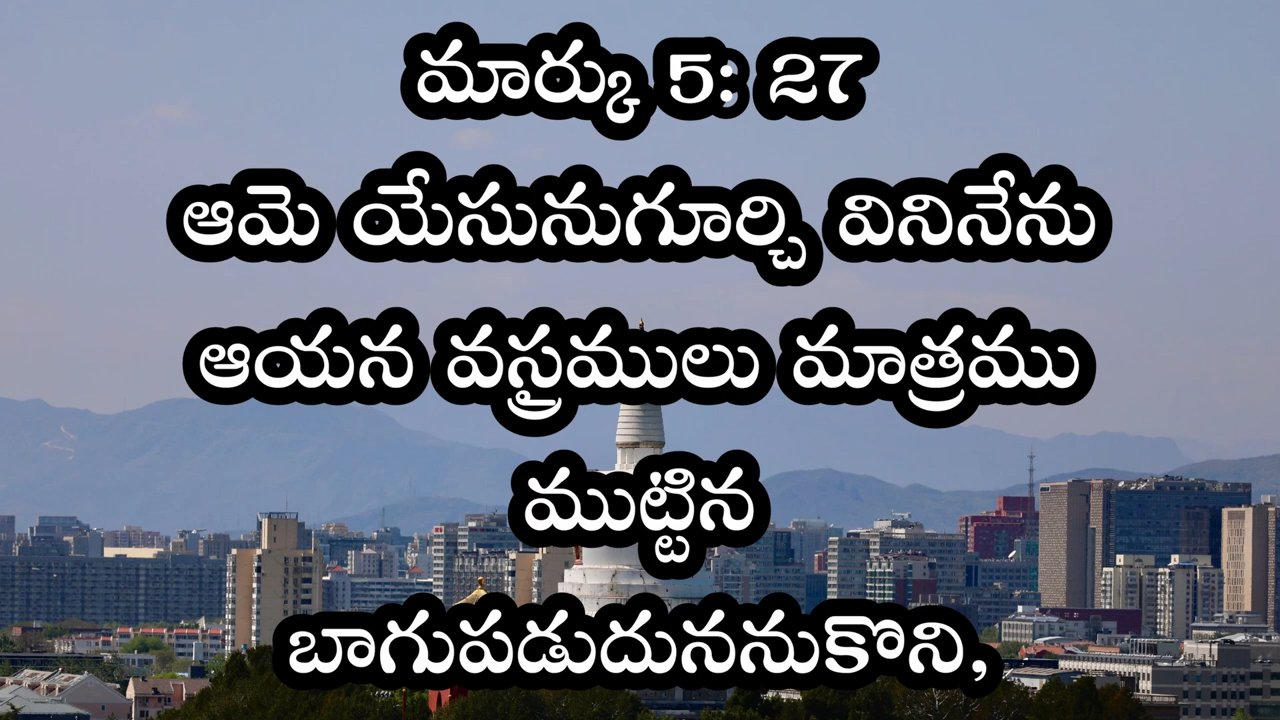 మార్కు 5: 27
ఆమె యేసునుగూర్చి వినినేను
ఆయన వస్త్రములు మాత్రము
ముట్టిన
బాగుపడుదుననుకొని,